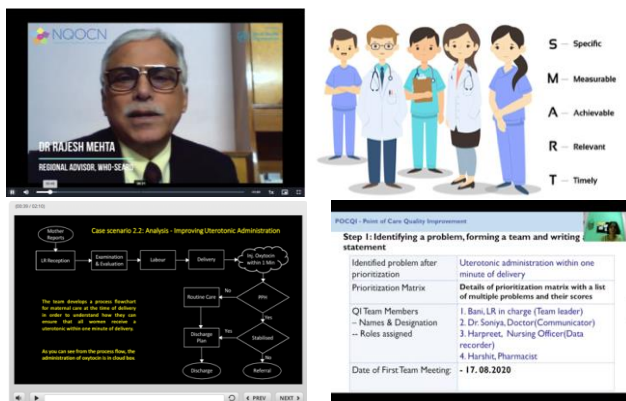 NQOCN
DR RAJESH MEHTA
REGIONAL ADVISOR, WHO-SEARO
S — Specific
M — Measurable
A — Achievable
R — Relevant
T — Timely
Case scenario 2.2: Analysis - Improving Uterotonic Administration
Mother Reports
LR Reception
Examination & Evaluation
Labour
Delivery
Inj. Oxytocin within 1 Min
No
Routine Care
PPH
Yes
Discharge Plan
Yes
Stabilised
No
Discharge
Referral
The team develops a process flowchart
for maternal care at the time of delivery
in order to understand how they can
ensure that all women receive a
uterotonic within one minute of delivery.
As you can see from the process flow, the
administration of oxytocin is in cloud box
< PREV
NEXT >
POCQI - Point of Care Quality Improvement
Step 1: Identifying a problem, forming a team and writing a
statement
Identified problem after prioritization
Uterotonic administration within one minute of delivery
Prioritization Matrix
Details of prioritization matrix with a list of multiple problems and their scores
QI Team Members
– Names & Designation
-- Roles assigned
1. Bani, LR in charge (Team leader)
2. Dr. Soniya, Doctor(Communicator)
3. Harpreet, Nursing Officer(Data recorder)
4. Harshit, Pharmacist
Date of First Team Meeting:
- 17. 08.2020